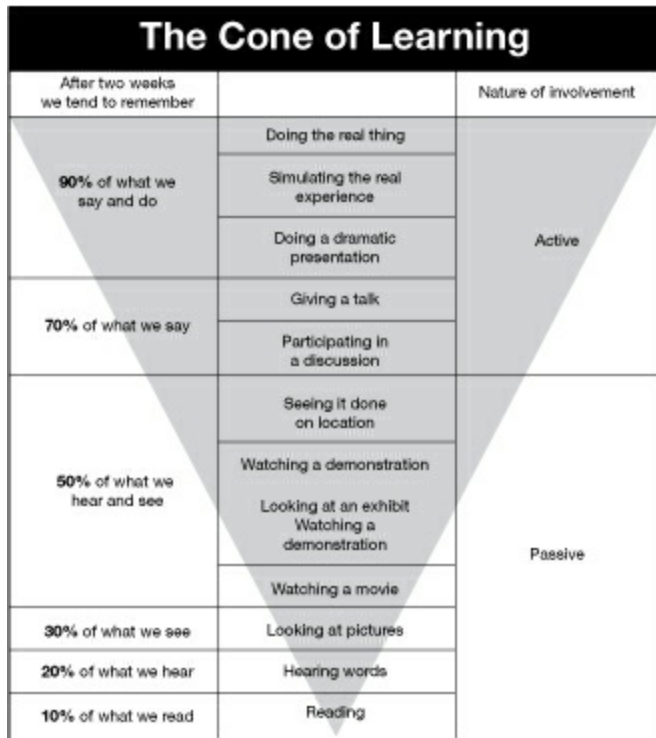 The Cone of Learning
After two weeks
we tend to remember
Nature of involvement
90% of what we
say and do
Doing the real thing
Simulating the real
experience
Doing a dramatic
presentation
Active
70% of what we say
Giving a talk
Participating in
a discussion
50% of what we
hear and see
Seeing it done
on location
Watching a demonstration
Looking at an exhibit
Watching a
demonstration
Watching a movie
Passive
30% of what we see
Looking at pictures
20% of what we hear
Hearing words
10% of what we read
Reading